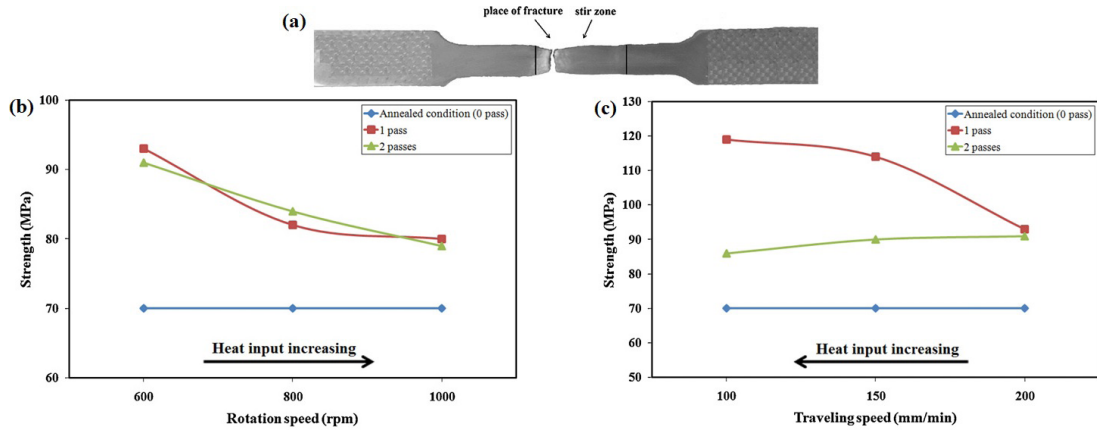 (a)
place of fracture
stir zone
(b)
100
90
80
70
60
Strength (MPa)
Annealed condition (0 pass)
1 pass
2 passes
Heat input increasing
600
800
1000
Rotation speed (rpm)
(c)
130
120
110
100
90
80
70
60
50
Strength (MPa)
Annealed condition (0 pass)
1 pass
2 passes
Heat input increasing
100
150
200
Traveling speed (mm/min)